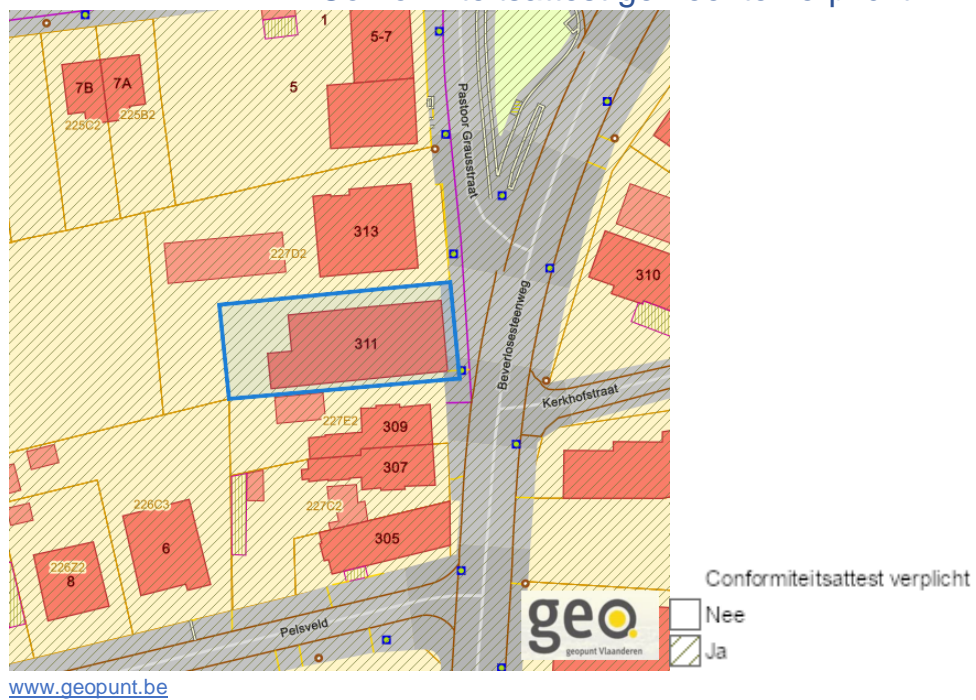 1
5-7
5
7B
7A
225C2
225B2
Pastoor Grausstraat
313
227D2
310
311
Beverlosesteenweg
Kerkhofstraat
227E2
309
307
227C2
226C3
305
6
226Z2
8
Pelsveld
geo
geopunt Vlaanderen
Conformiteitsattest verplicht
Nee
Ja
www.geopunt.be